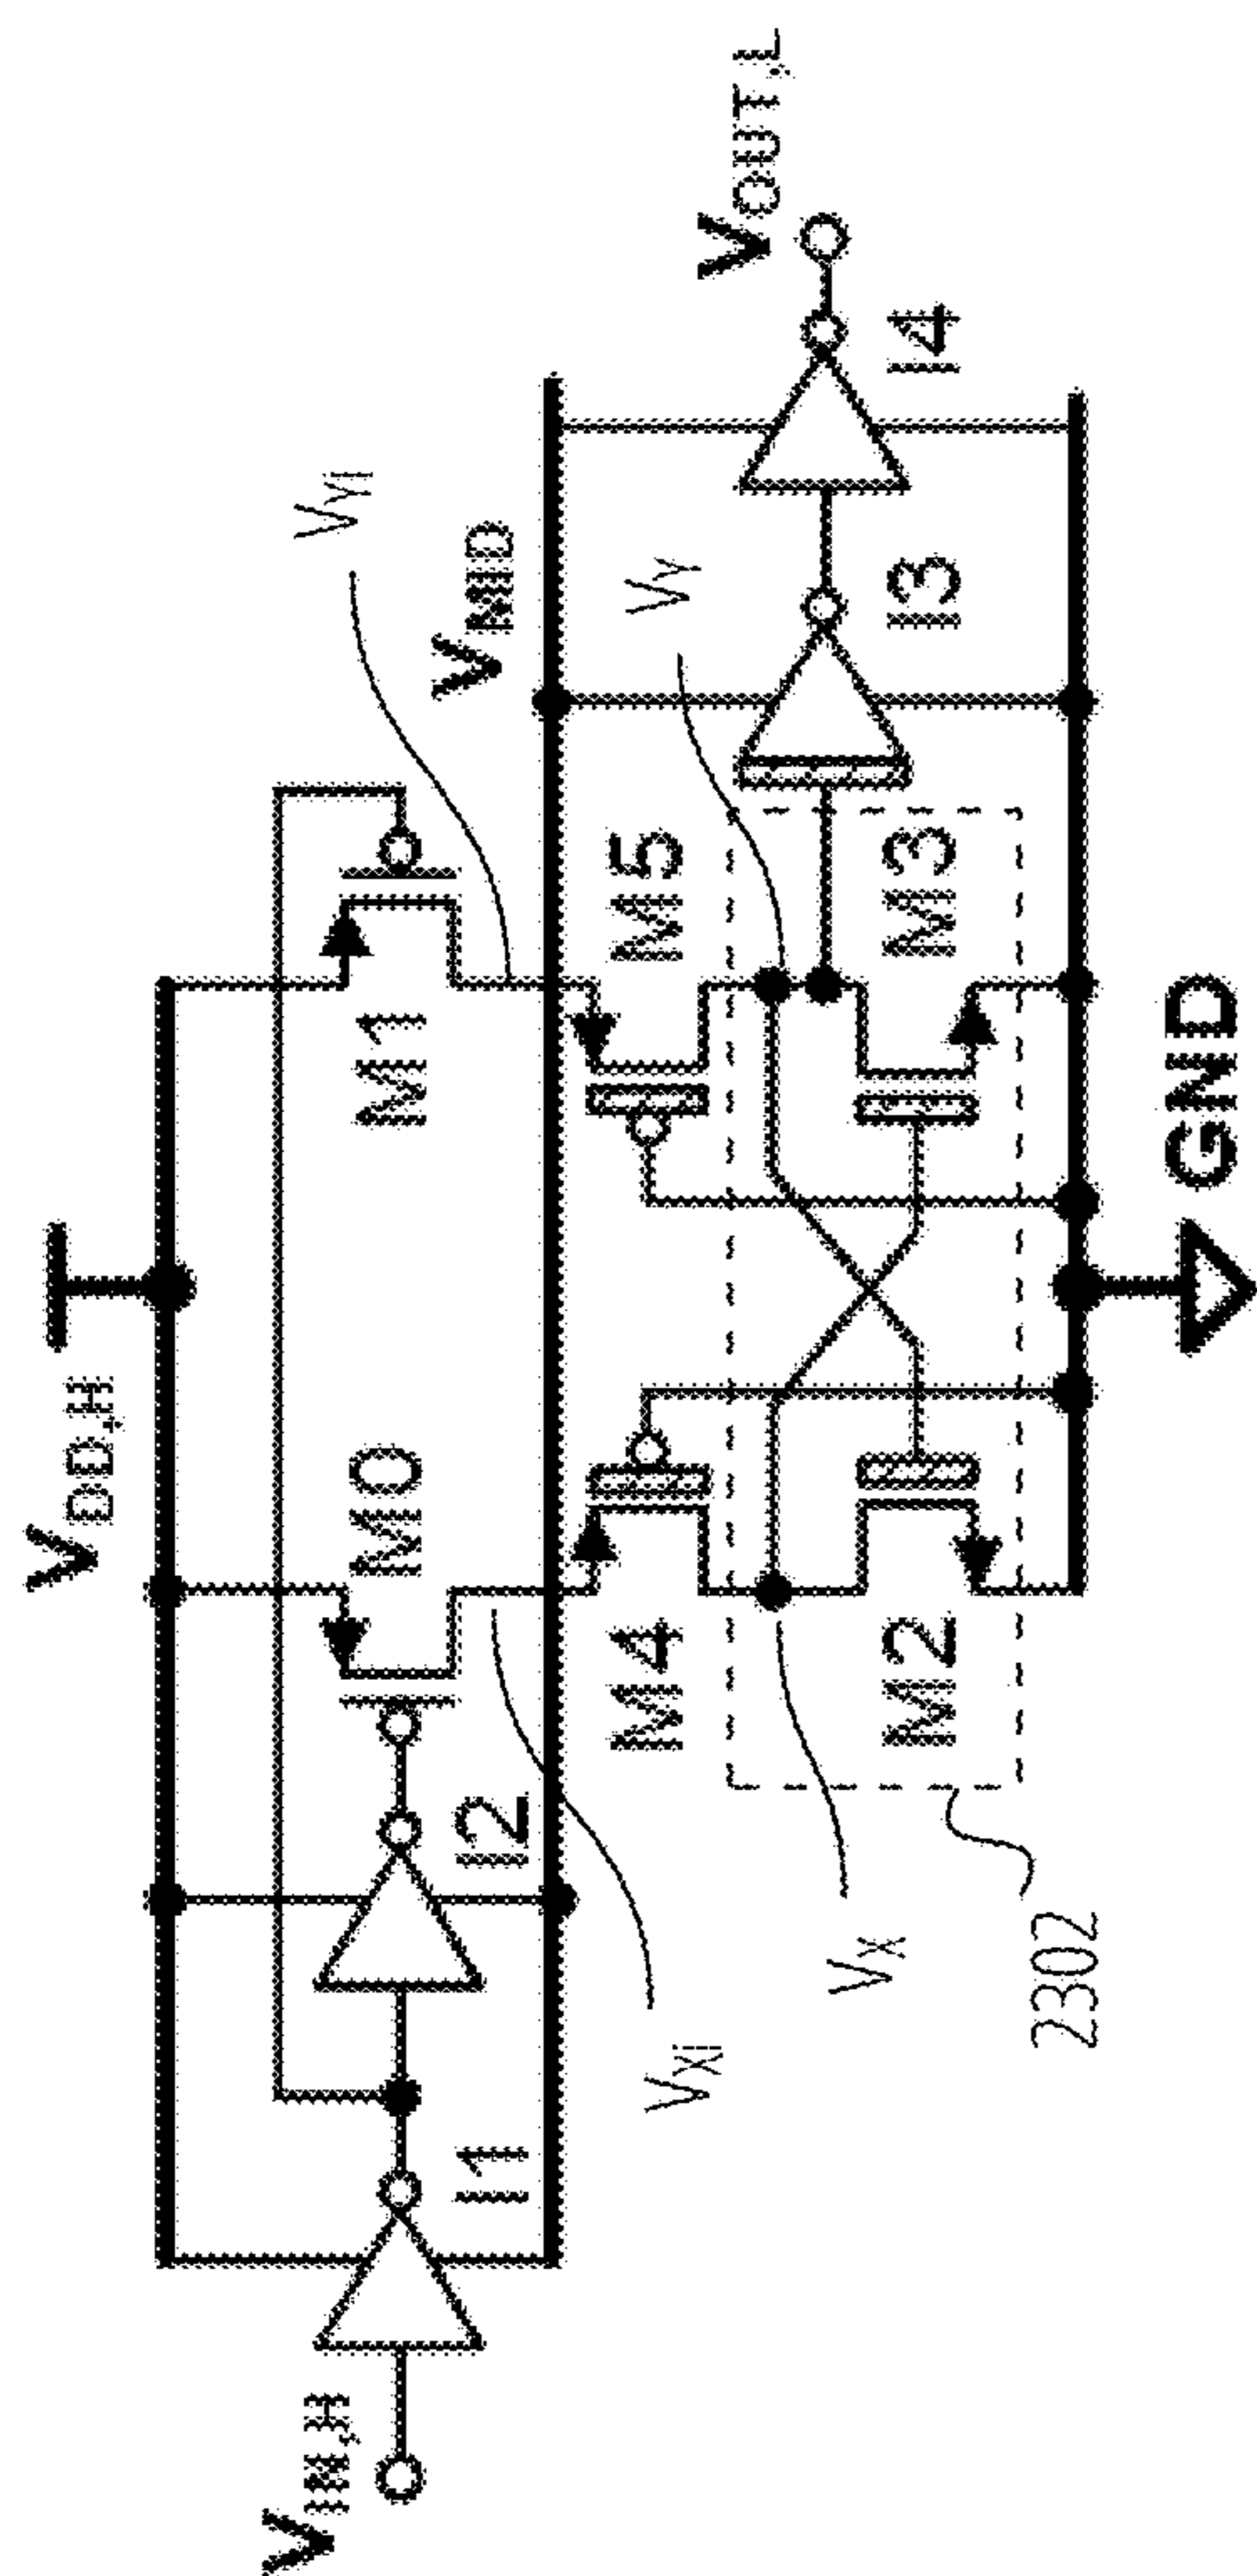 V_DD,H
V_IN,H
I1
I2
M0
M1
V_Yi
V_MID
V_Xi
M4
M5
V_Y
V_OUT,L
V_X
M2
M3
I3
I4
2302
GND